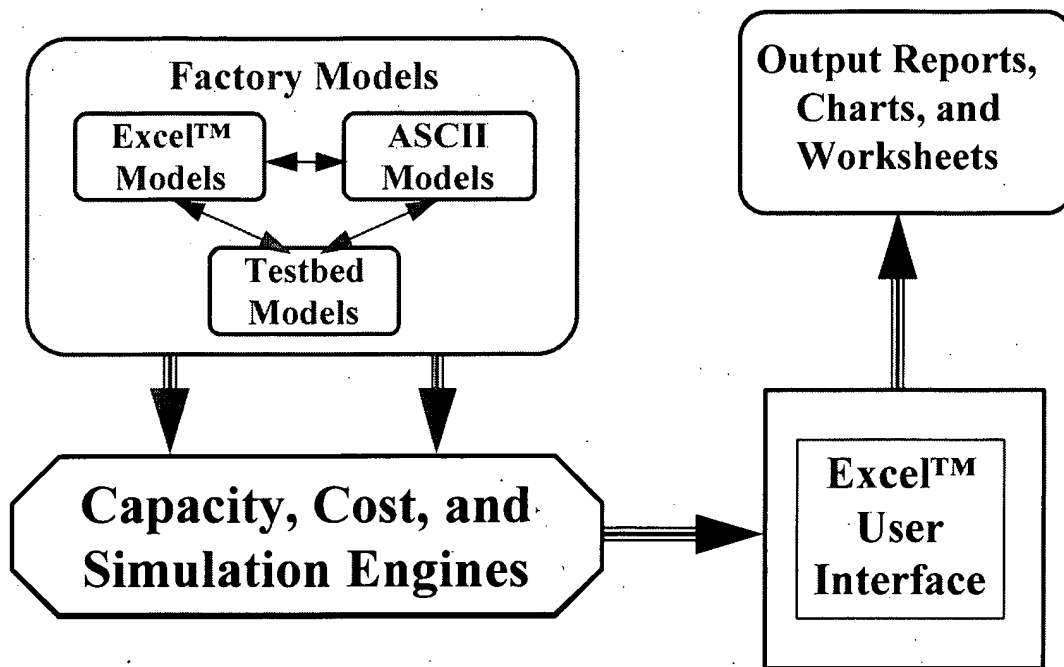 Factory Models
Excel™
Models
ASCII
Models
Testbed
Models
Capacity, Cost, and
Simulation Engines
Excel™
User
Interface
Output Reports,
Charts, and
Worksheets